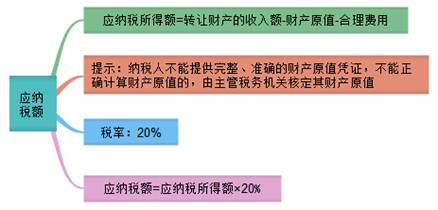 应纳税所得额=转让财产的收入额-财产原值-合理费用
提示：纳税人不能提供完整、准确的财产原值凭证，不能正
确计算财产原值的，由主管税务机关核定其财产原值
应纳
税额
税率：20%
应纳税额=应纳税所得额×20%